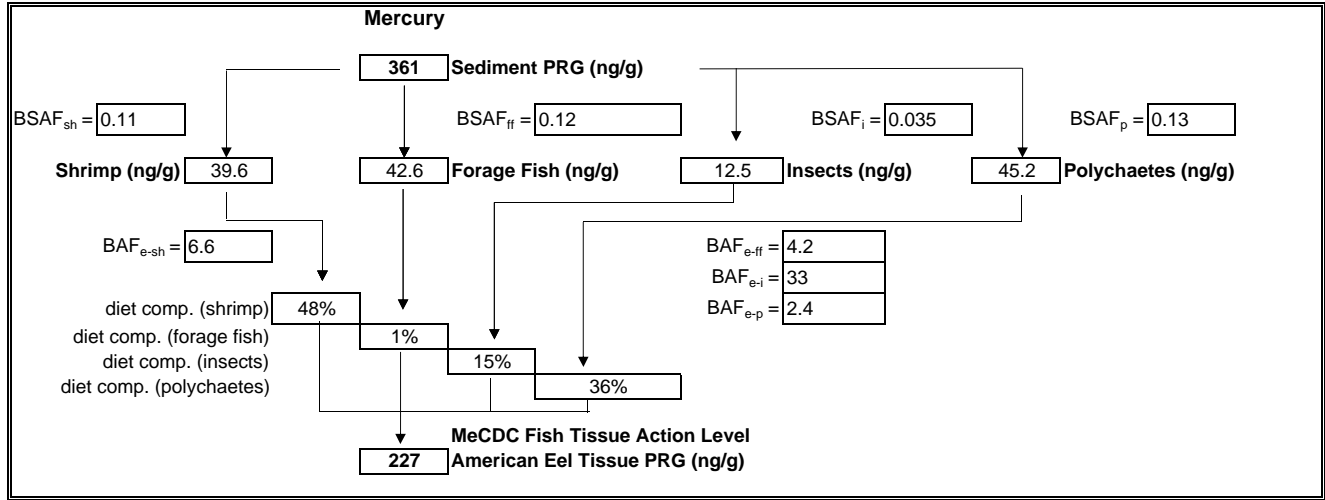 Mercury
361 Sediment PRG (ng/g)
BSAFsh = 0.11 BSAFff = 0.12 BSAFi = 0.035 BSAFp = 0.13
Shrimp (ng/g) 39.6 42.6 Forage Fish (ng/g) 12.5 Insects (ng/g) 45.2 Polychaetes (ng/g)
BAFe-sh = 6.6 BAFe-ff = 4.2
BAFe-i = 33
BAFe-p = 2.4
diet comp. (shrimp) 48%
diet comp. (forage fish) 1%
diet comp. (insects) 15%
diet comp. (polychaetes) 36%
MeCDC Fish Tissue Action Level
227 American Eel Tissue PRG (ng/g)